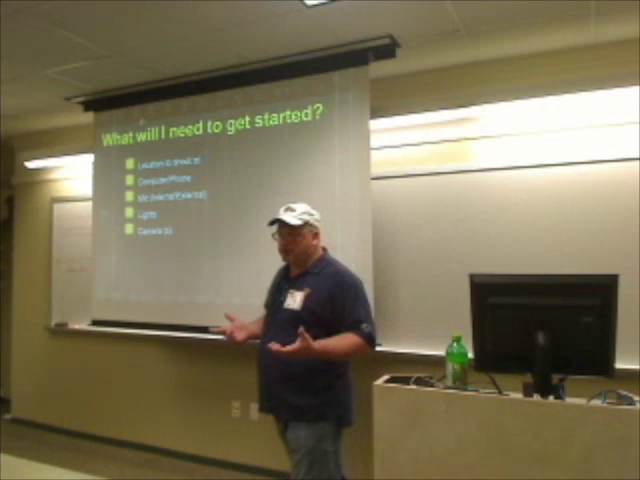 What will I need to get started?
Location to shoot at
Computer/Phone
Mic (Internal/External)
Lights
Camera(s)